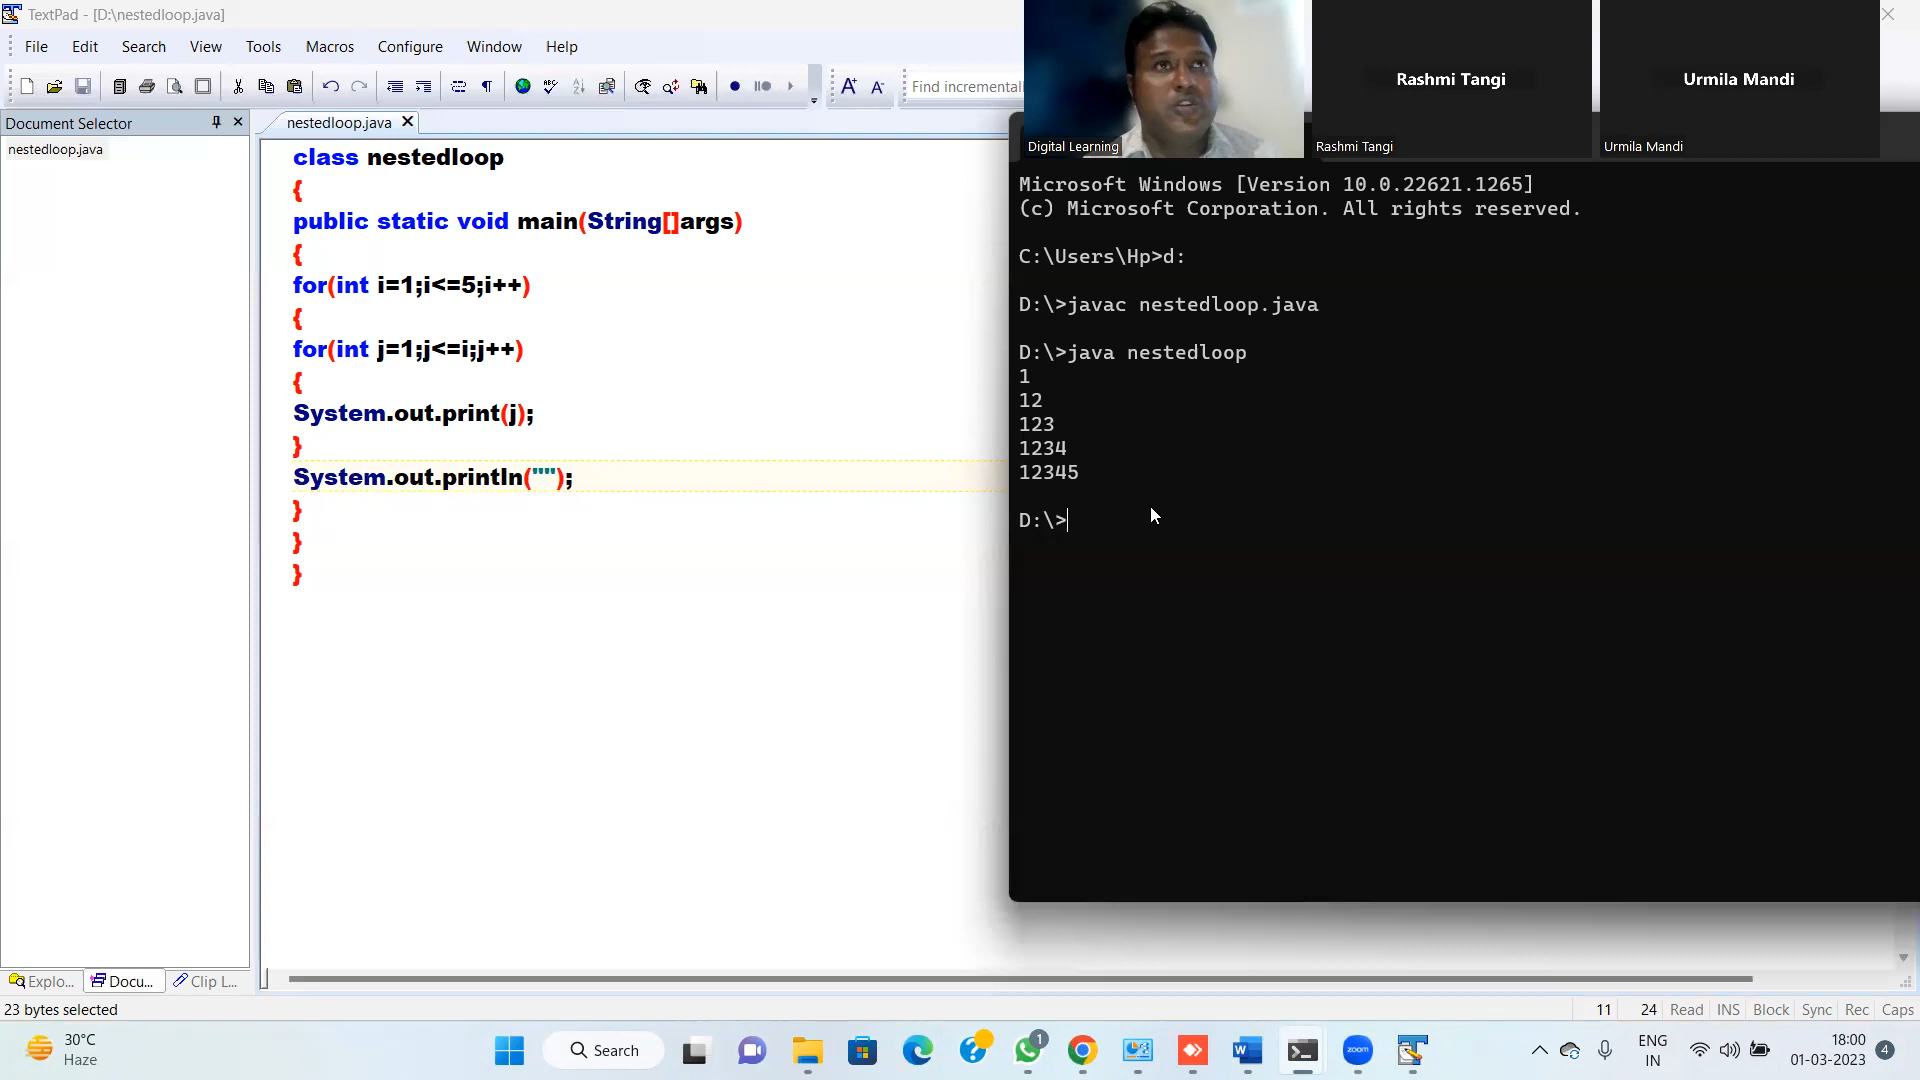 TextPad - [D:\nestedloop.java]
File Edit Search View Tools Macros Configure Window Help
Find incrementall
Document Selector
nestedloop.java
nestedloop.java
class nestedloop
{
public static void main(String[]args)
{
for(int i=1;i<=5;i++)
{
for(int j=1;j<=i;j++)
{
System.out.print(j);
}
System.out.println("");
}
}
}
Digital Learning
Rashmi Tangi
Rashmi Tangi
Urmila Mandi
Urmila Mandi
Microsoft Windows [Version 10.0.22621.1265]
(c) Microsoft Corporation. All rights reserved.
C:\Users\Hp>d:
D:\>javac nestedloop.java
D:\>java nestedloop
1
12
123
1234
12345
D:\>
Explo... Docu... Clip L...
23 bytes selected
11 24 Read INS Block Sync Rec Caps
30°C
Haze
Search
1
zoom
ENG
IN
18:00
01-03-2023
4